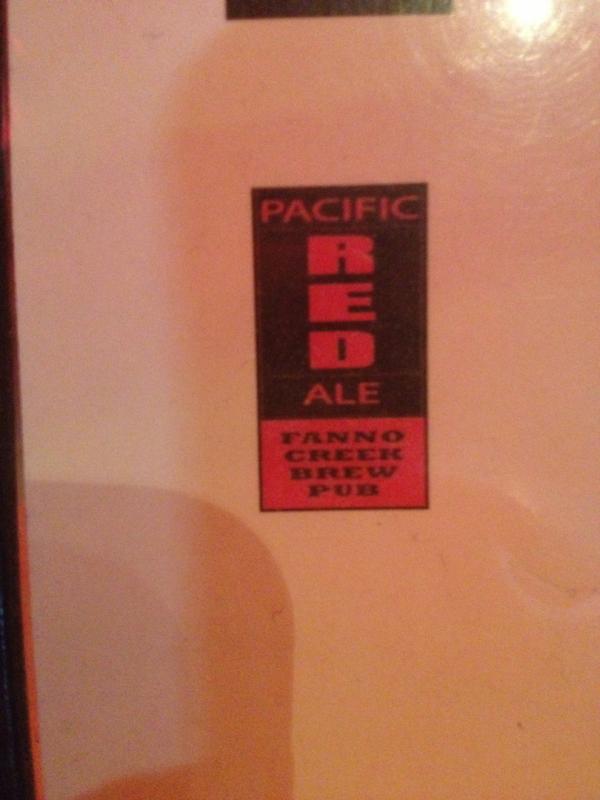 PACIFIC
RED
ALE
FANNO
CREEK
BREW
PUB